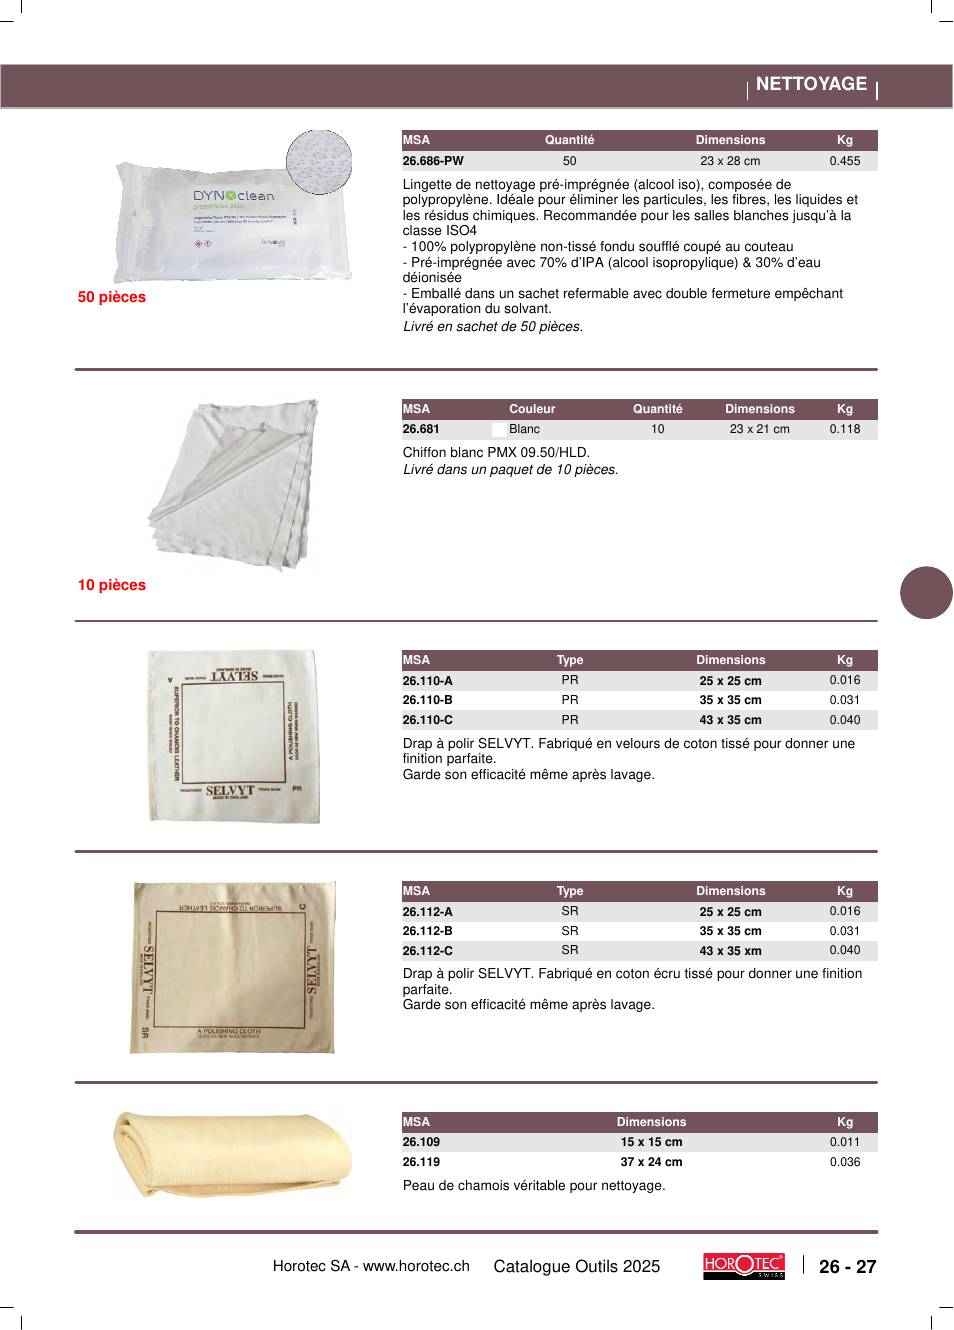 NETTOYAGE
DYNOclean
MSA Quantité Dimensions Kg
26.686-PW 50 23 x 28 cm 0.455
Lingette de nettoyage pré-imprégnée (alcool iso), composée de
polypropylène. Idéale pour éliminer les particules, les fibres, les liquides et
les résidus chimiques. Recommandée pour les salles blanches jusqu'à la
classe ISO4
- 100% polypropylène non-tissé fondu soufflé coupé au couteau
- Pré-imprégnée avec 70% d'IPA (alcool isopropylique) & 30% d'eau
déionisée
- Emballé dans un sachet refermable avec double fermeture empêchant
l'évaporation du solvant.
Livré en sachet de 50 pièces.
50 pièces
MSA Couleur Quantité Dimensions Kg
26.681 Blanc 10 23 x 21 cm 0.118
Chiffon blanc PMX 09.50/HLD.
Livré dans un paquet de 10 pièces.
10 pièces
A
SELVYT
MADE IN ENGLAND
SUPERIOR TO CHAMOIS LEATHER
A POLISHING CLOTH
SELVYT
MADE IN ENGLAND
PR
MSA Type Dimensions Kg
26.110-A PR 25 x 25 cm 0.016
26.110-B PR 35 x 35 cm 0.031
26.110-C PR 43 x 35 cm 0.040
Drap à polir SELVYT. Fabriqué en velours de coton tissé pour donner une
finition parfaite.
Garde son efficacité même après lavage.
SUPERIOR TO CHAMOIS LEATHER
C
SELVYT
SELVYT
SR
A POLISHING CLOTH
MSA Type Dimensions Kg
26.112-A SR 25 x 25 cm 0.016
26.112-B SR 35 x 35 cm 0.031
26.112-C SR 43 x 35 xm 0.040
Drap à polir SELVYT. Fabriqué en coton écru tissé pour donner une finition
parfaite.
Garde son efficacité même après lavage.
MSA Dimensions Kg
26.109 15 x 15 cm 0.011
26.119 37 x 24 cm 0.036
Peau de chamois véritable pour nettoyage.
Horotec SA - www.horotec.ch Catalogue Outils 2025 HOROTEC SWISS 26 - 27